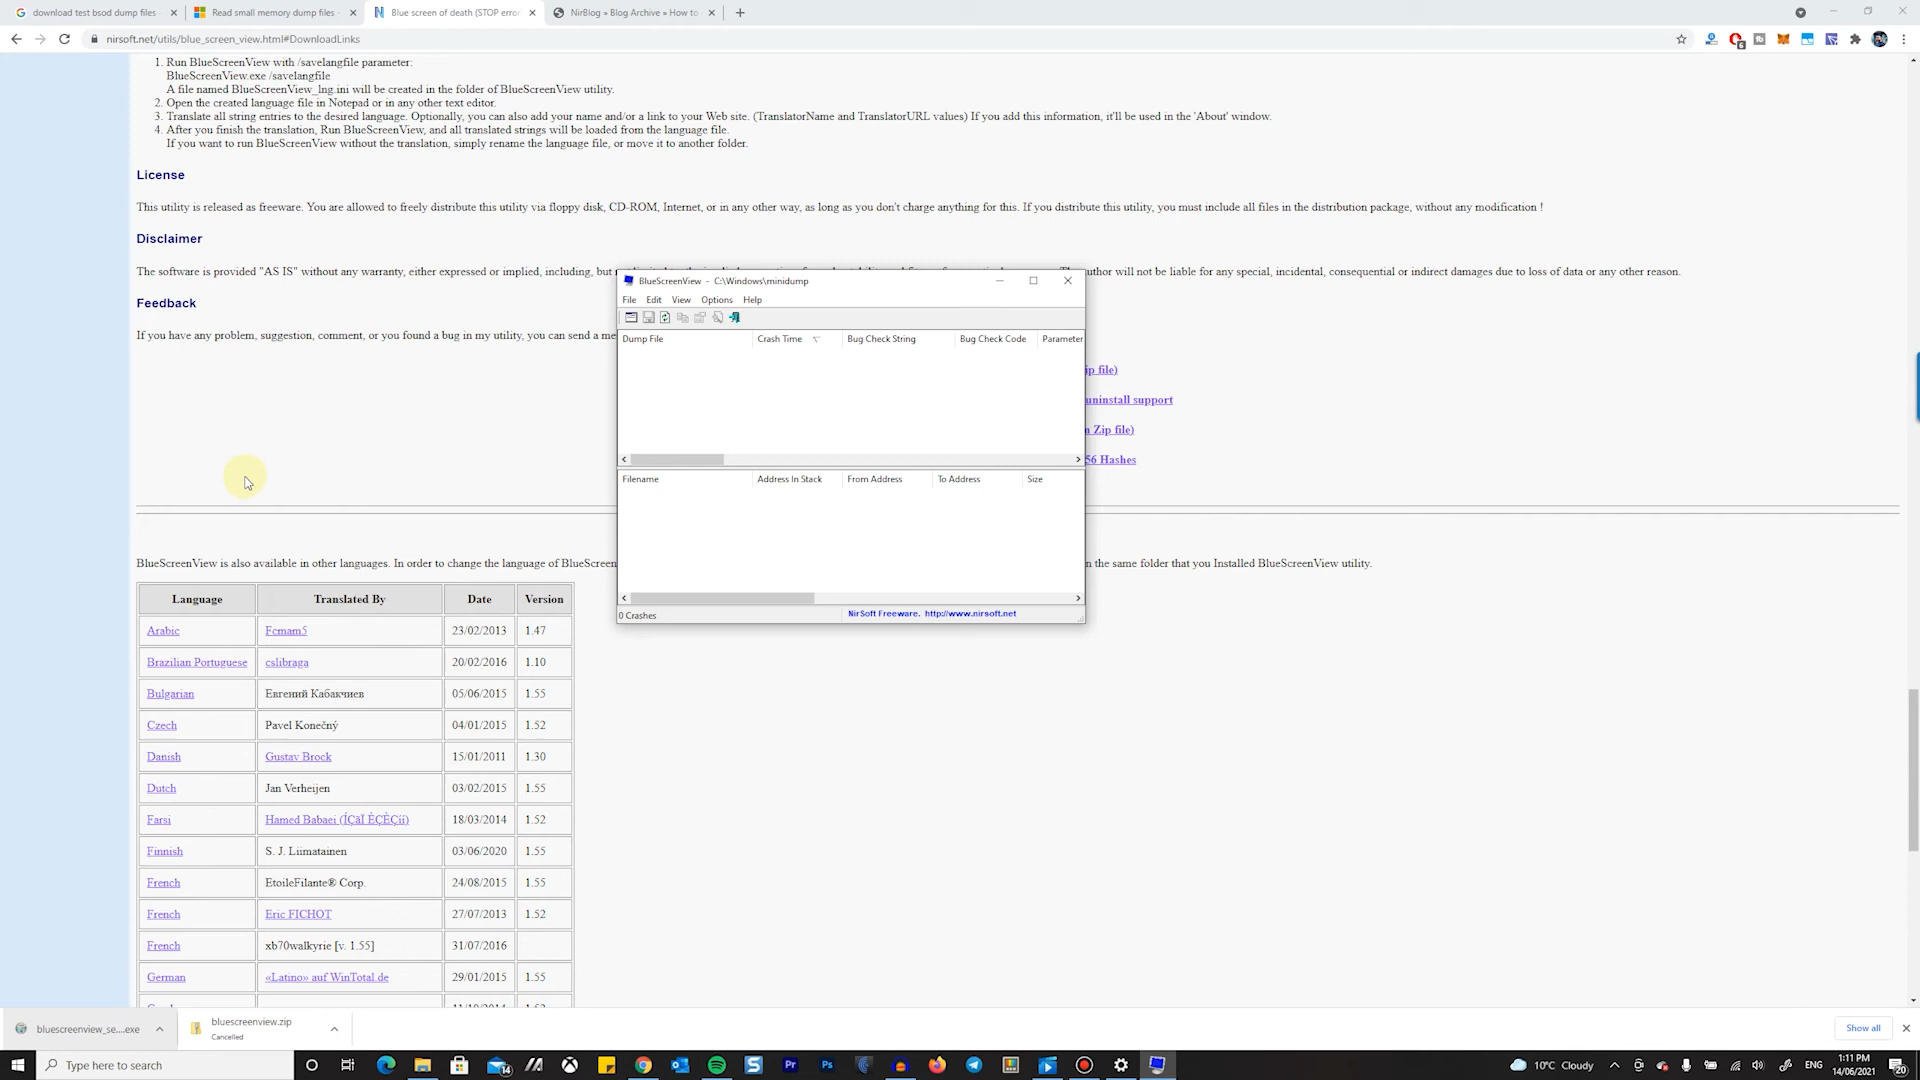 download test bsod dump files -
Read small memory dump files -
Blue screen of death (STOP error
NirBlog » Blog Archive » How to
nirsoft.net/utils/blue_screen_view.html#DownloadLinks
1. Run BlueScreenView with /savelangfile parameter:
BlueScreenView.exe /savelangfile
A file named BlueScreenView_lng.ini will be created in the folder of BlueScreenView utility.
2. Open the created language file in Notepad or in any other text editor.
3. Translate all string entries to the desired language. Optionally, you can also add your name and/or a link to your Web site. (TranslatorName and TranslatorURL values) If you add this information, it'll be used in the 'About' window.
4. After you finish the translation, Run BlueScreenView, and all translated strings will be loaded from the language file.
If you want to run BlueScreenView without the translation, simply rename the language file, or move it to another folder.
License
This utility is released as freeware. You are allowed to freely distribute this utility via floppy disk, CD-ROM, Internet, or in any other way, as long as you don't charge anything for this. If you distribute this utility, you must include all files in the distribution package, without any modification !
Disclaimer
The software is provided "AS IS" without any warranty, either expressed or implied, including, but author will not be liable for any special, incidental, consequential or indirect damages due to loss of data or any other reason.
Feedback
If you have any problem, suggestion, comment, or you found a bug in my utility, you can send a me
ip file)
uninstall support
n Zip file)
56 Hashes
BlueScreenView - C:\Windows\minidump
File Edit View Options Help
Dump File Crash Time Bug Check String Bug Check Code Parameter
Filename Address In Stack From Address To Address Size
0 Crashes NirSoft Freeware. http://www.nirsoft.net
BlueScreenView is also available in other languages. In order to change the language of BlueScreen n the same folder that you Installed BlueScreenView utility.
Language Translated By Date Version
Arabic Fcmam5 23/02/2013 1.47
Brazilian Portuguese cslibraga 20/02/2016 1.10
Bulgarian Евгений Кабакчиев 05/06/2015 1.55
Czech Pavel Konečný 04/01/2015 1.52
Danish Gustav Brock 15/01/2011 1.30
Dutch Jan Verheijen 03/02/2015 1.55
Farsi Hamed Babaei (ÍÇãÏ ÈÇÈÇíí) 18/03/2014 1.52
Finnish S. J. Liimatainen 03/06/2020 1.55
French EtoileFilante® Corp. 24/08/2015 1.55
French Eric FICHOT 27/07/2013 1.52
French xb70walkyrie [v. 1.55] 31/07/2016
German «Latino» auf WinTotal.de 29/01/2015 1.55
bluescreenview_se....exe
bluescreenview.zip
Cancelled
Show all
Type here to search
14
10°C Cloudy
ENG
1:11 PM
14/06/2021
20